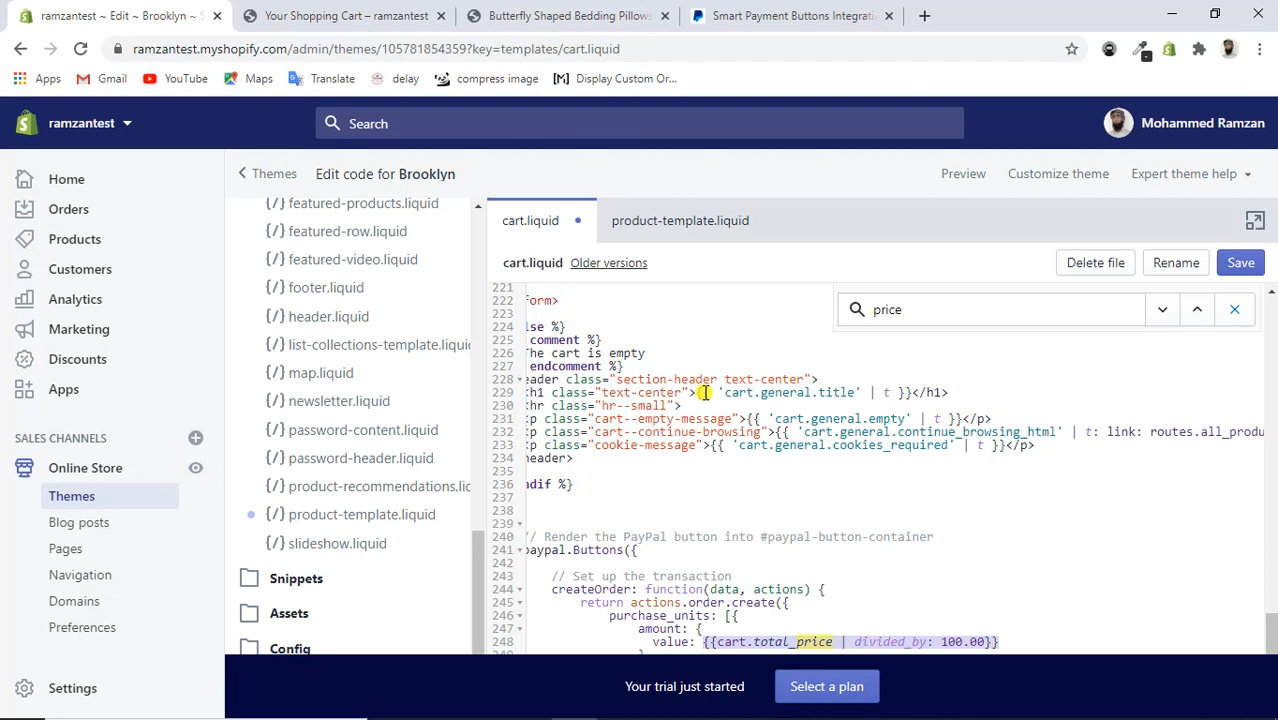 ramzantest ~ Edit ~ Brooklyn ~ S
Your Shopping Cart – ramzantest
Butterfly Shaped Bedding Pillows
Smart Payment Buttons Integrati
ramzantest.myshopify.com/admin/themes/105781854359?key=templates/cart.liquid
Apps
Gmail
YouTube
Maps
Translate
delay
compress image
Display Custom Or...
ramzantest
Search
Mohammed Ramzan
Home
Orders
Products
Customers
Analytics
Marketing
Discounts
Apps
SALES CHANNELS
Online Store
Themes
Blog posts
Pages
Navigation
Domains
Preferences
Settings
Themes
Edit code for Brooklyn
Preview
Customize theme
Expert theme help
{/} featured-products.liquid
{/} featured-row.liquid
{/} featured-video.liquid
{/} footer.liquid
{/} header.liquid
{/} list-collections-template.liquid
{/} map.liquid
{/} newsletter.liquid
{/} password-content.liquid
{/} password-header.liquid
{/} product-recommendations.lic
{/} product-template.liquid
{/} slideshow.liquid
Snippets
Assets
Config
cart.liquid
product-template.liquid
cart.liquid Older versions
Delete file
Rename
Save
price
221
222 form>
223
224 lse %}
225 comment %}
226 The cart is empty
227 endcomment %}
228 eader class="section-header text-center">
229 h1 class="text-center"> 'cart.general.title' | t }}</h1>
230 hr class="hr--small">
231 p class="cart--empty-message">{{ 'cart.general.empty' | t }}</p>
232 p class="cart--continue-browsing">{{ 'cart.general.continue_browsing_html' | t: link: routes.all_produ
233 p class="cookie-message">{{ 'cart.general.cookies_required' | t }}</p>
234 header>
235
236 ndif %}
237
238
239
240 // Render the PayPal button into #paypal-button-container
241 paypal.Buttons({
242
243 // Set up the transaction
244 createOrder: function(data, actions) {
245 return actions.order.create({
246 purchase_units: [{
247 amount: {
248 value: {{cart.total_price | divided_by: 100.00}}
249
Your trial just started
Select a plan